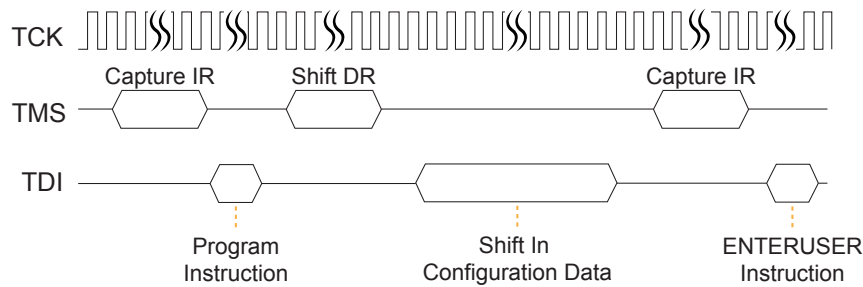 TCK
Capture IR
Shift DR
Capture IR
TMS
TDI
Program
Instruction
Shift In
Configuration Data
ENTERUSER
Instruction